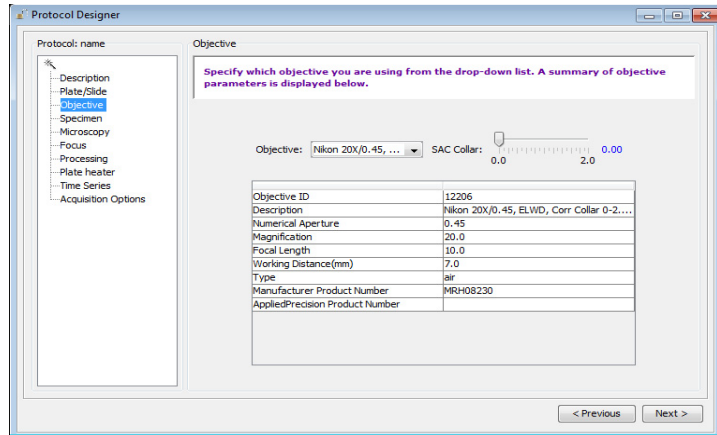 Protocol Designer
Protocol: name
Description
Plate/Slide
Objective
Specimen
Microscopy
Focus
Processing
Plate heater
Time Series
Acquisition Options
Objective
Specify which objective you are using from the drop-down list. A summary of objective
parameters is displayed below.
Objective: Nikon 20X/0.45, ... SAC Collar: 0.00
0.0 2.0
Objective ID 12206
Description Nikon 20X/0.45, ELWD, Corr Collar 0-2....
Numerical Aperture 0.45
Magnification 20.0
Focal Length 10.0
Working Distance(mm) 7.0
Type air
Manufacturer Product Number MRH08230
AppliedPrecision Product Number
< Previous Next >